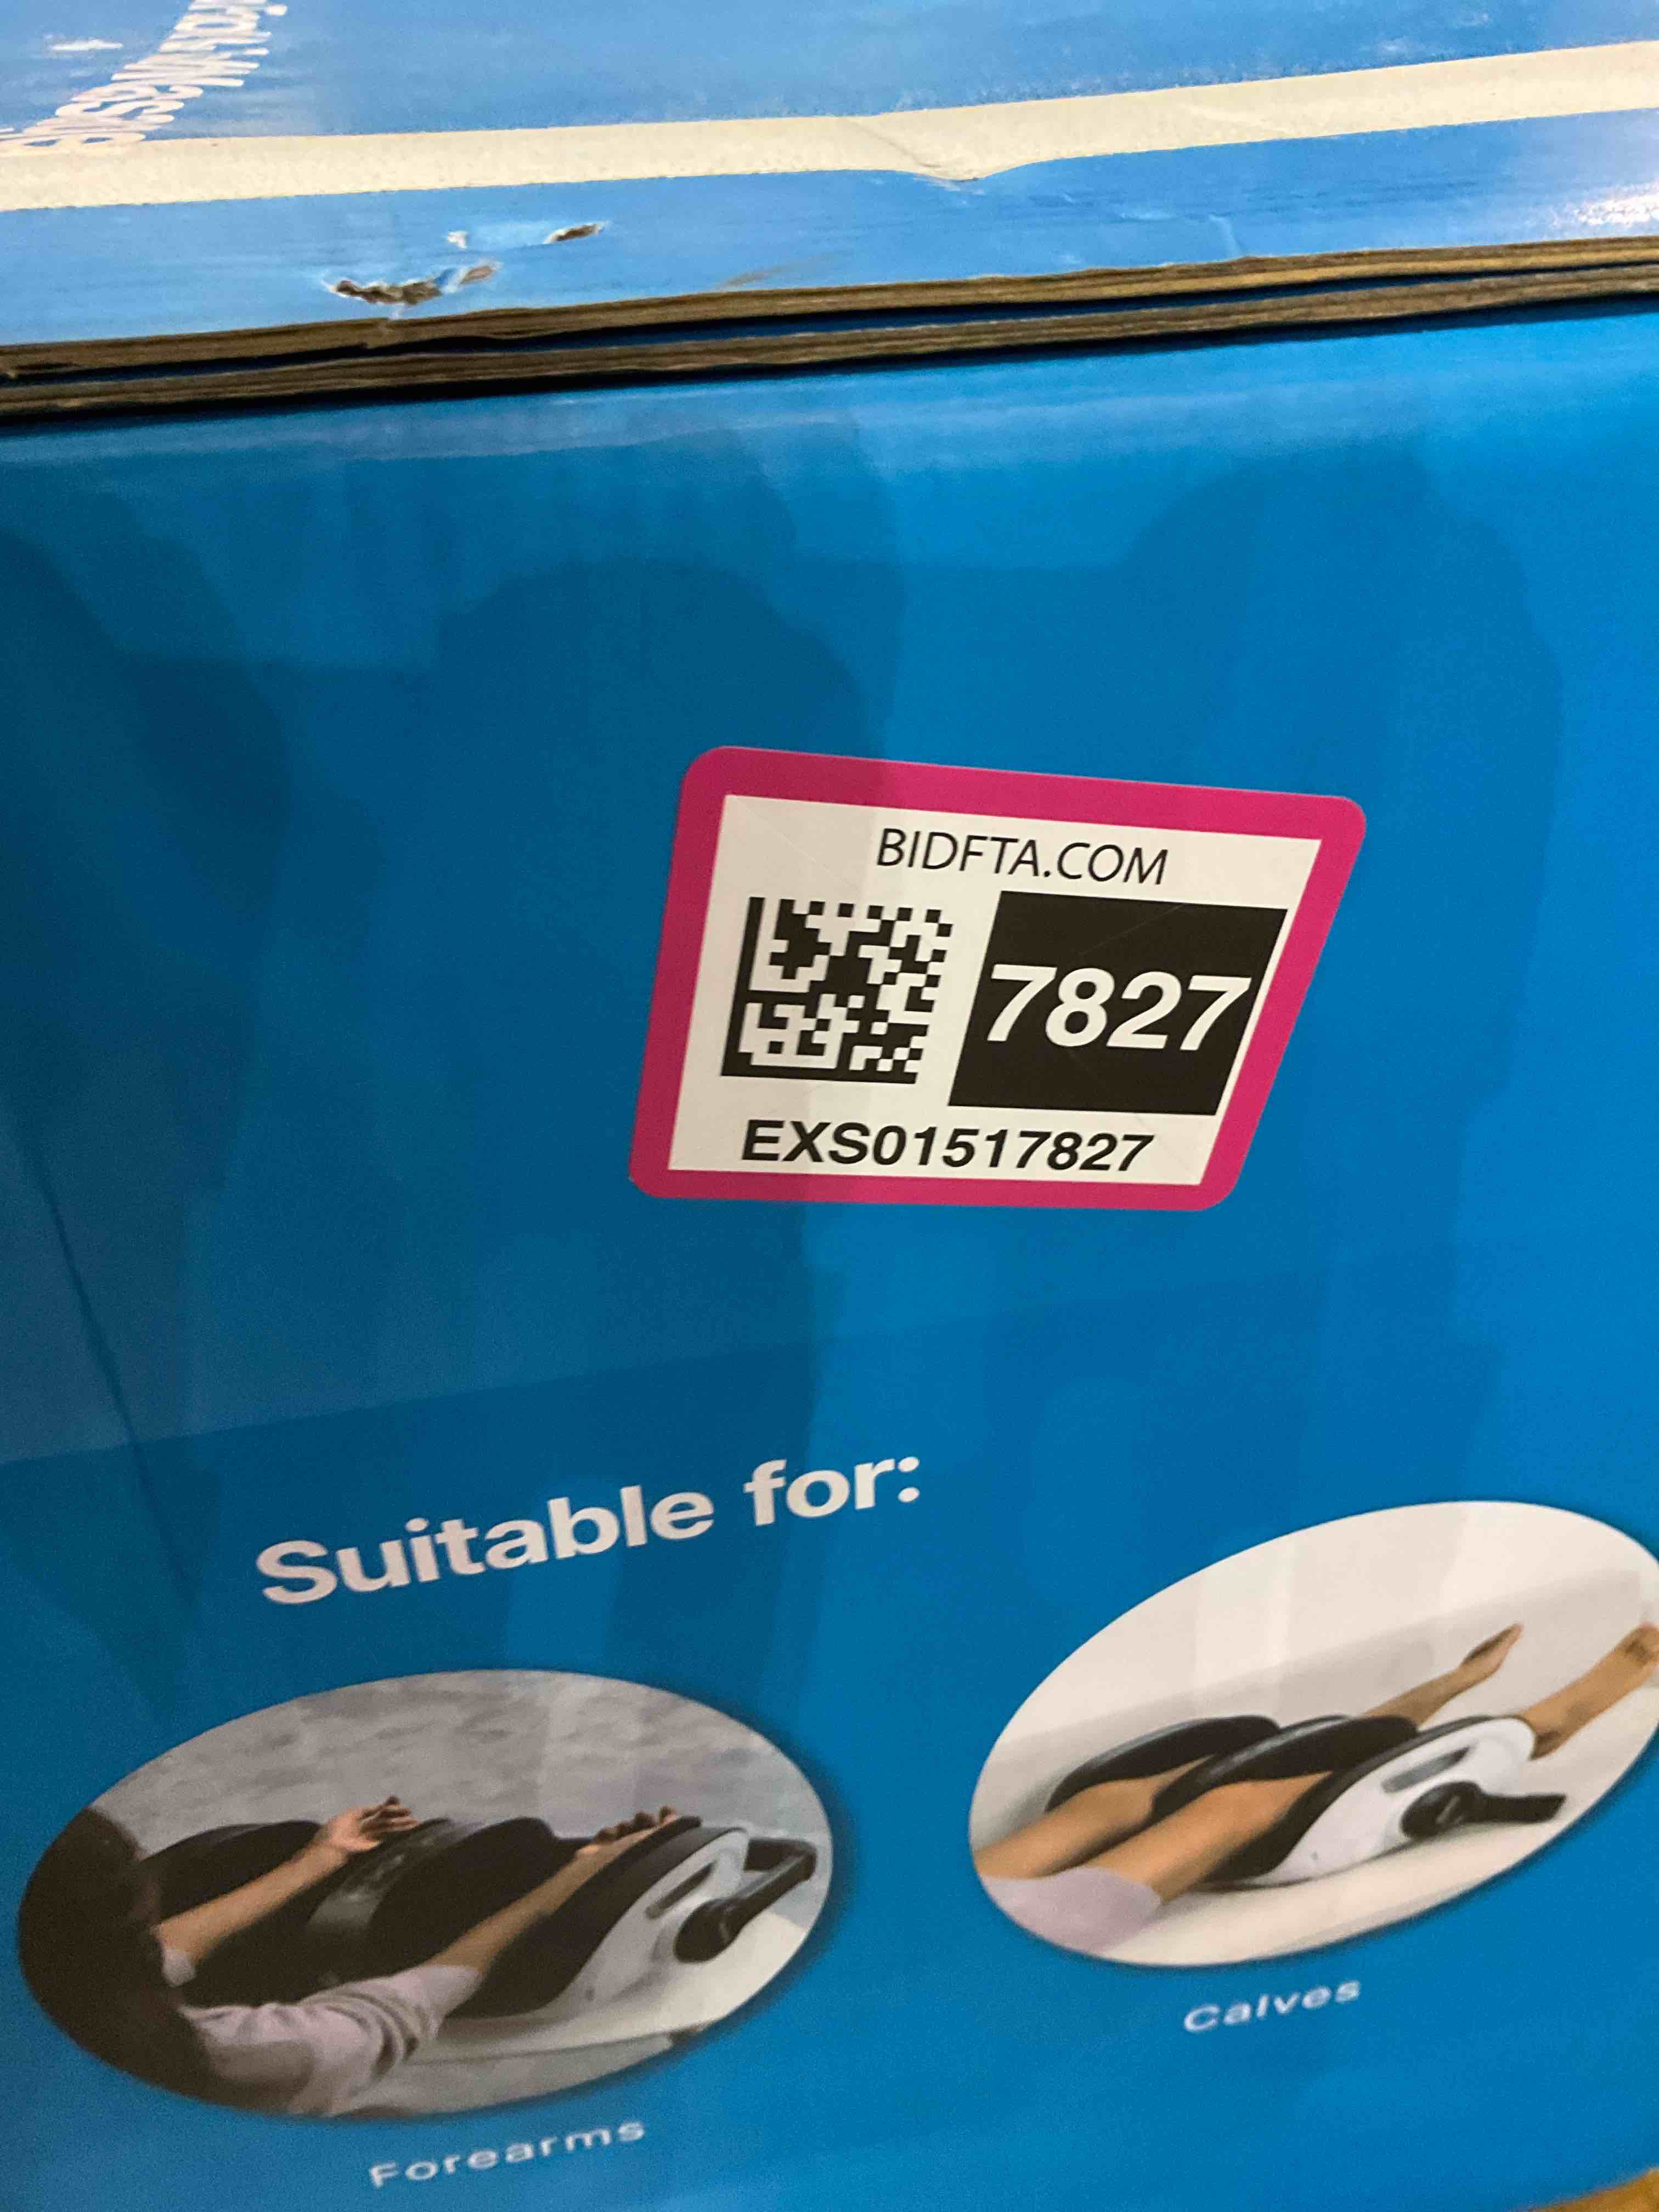 BIDFTA.COM
7827
EXS01517827
Suitable for:
Forearms
Calves